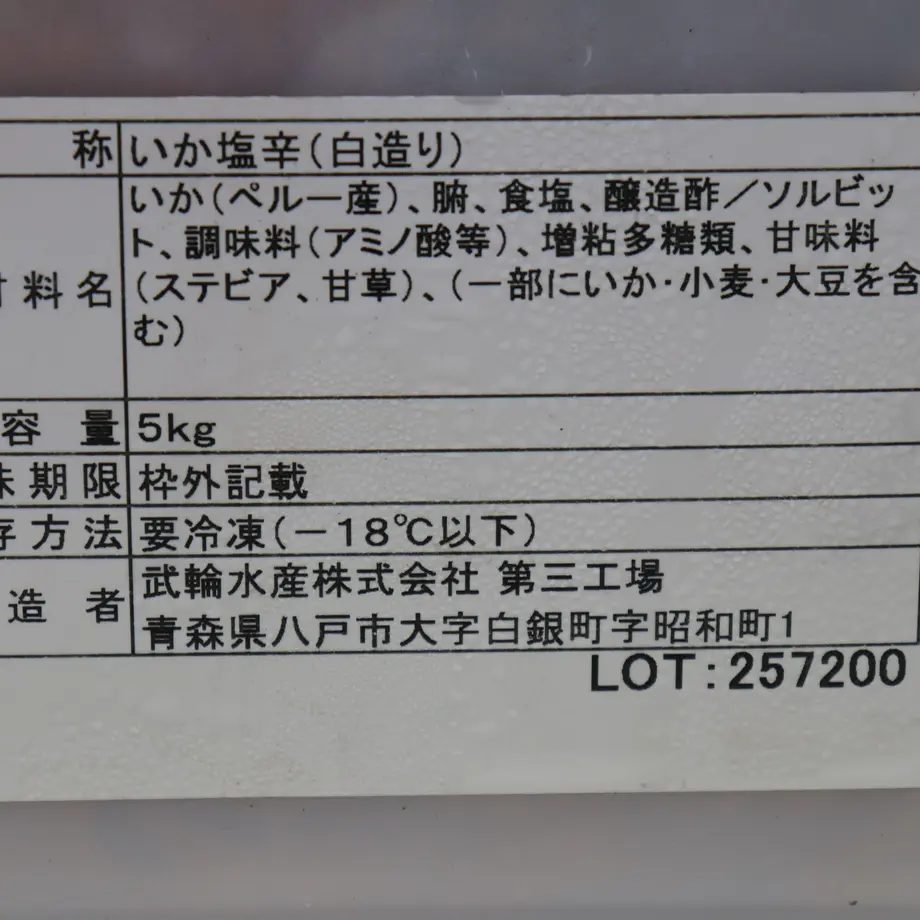 称 いか塩辛(白造り)
いか(ペルー産)、腑、食塩、醸造酢/ソルビッ
ト、調味料(アミノ酸等)、増粘多糖類、甘味料
料名 (ステビア、甘草)、(一部にいか・小麦・大豆を含
む)
容量 5kg
味期限 枠外記載
存方法 要冷凍(-18℃以下)
造者 武輪水産株式会社 第三工場
青森県八戸市大字白銀町字昭和町1
LOT:257200